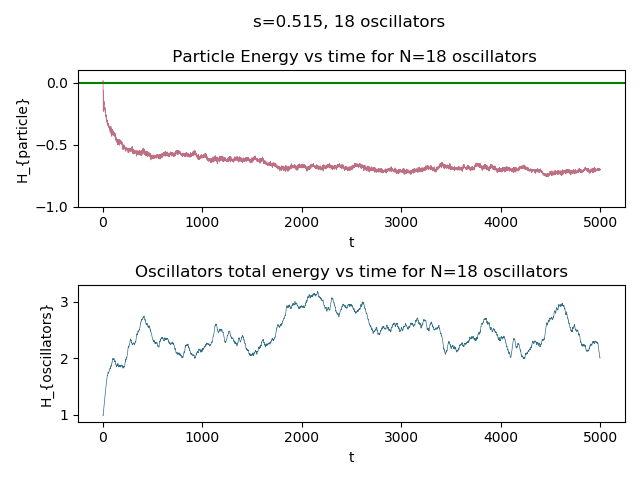 s=0.515, 18 oscillators
Particle Energy vs time for N=18 oscillators
H_{particle}
0.0
−0.5
−1.0
0 1000 2000 3000 4000 5000
t
Oscillators total energy vs time for N=18 oscillators
H_{oscillators}
3
2
1
0 1000 2000 3000 4000 5000
t